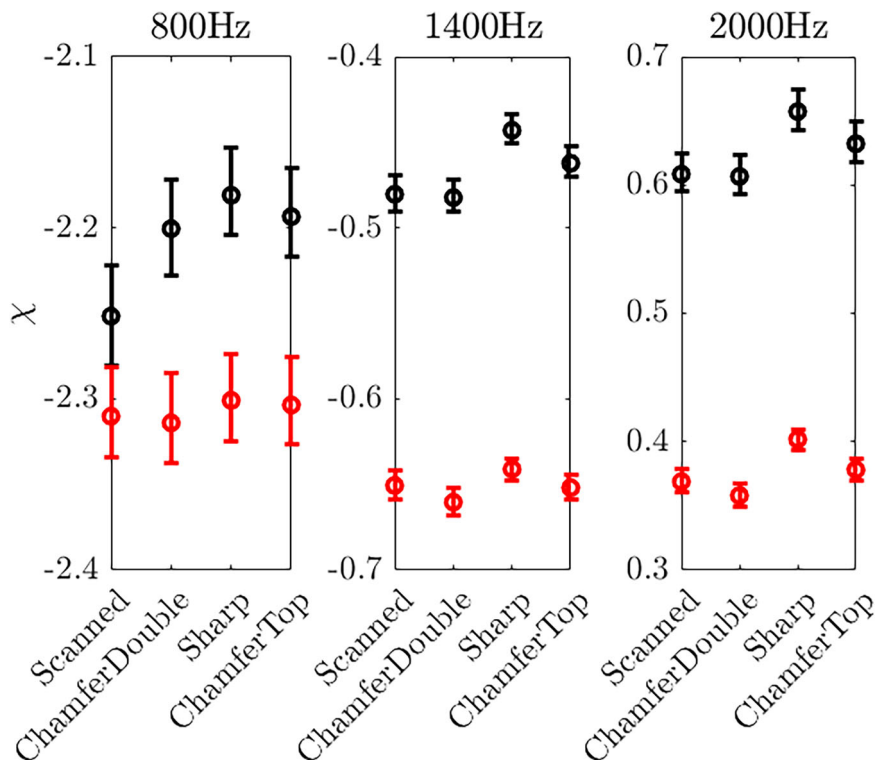 800Hz 1400Hz 2000Hz
-2.1 -0.4 0.7
0.6
-2.2 -0.5
χ 0.5
-2.3 -0.6
0.4
-2.4 -0.7 0.3
Scanned ChamferDouble Sharp ChamferTop
Scanned ChamferDouble Sharp ChamferTop
Scanned ChamferDouble Sharp ChamferTop